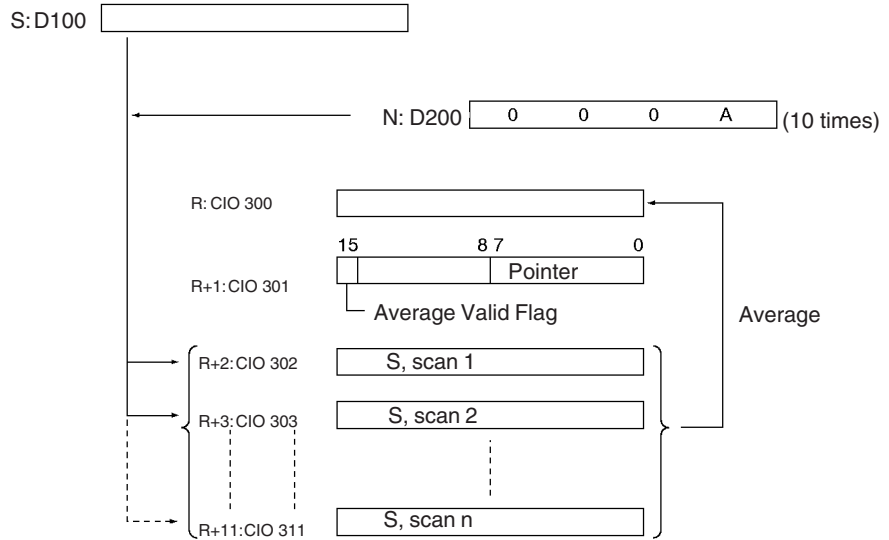 S:D100
N: D200 0 0 0 A (10 times)
R: CIO 300
15 8 7 0
R+1:CIO 301 Pointer
Average Valid Flag
Average
R+2:CIO 302 S, scan 1
R+3:CIO 303 S, scan 2
R+11:CIO 311 S, scan n